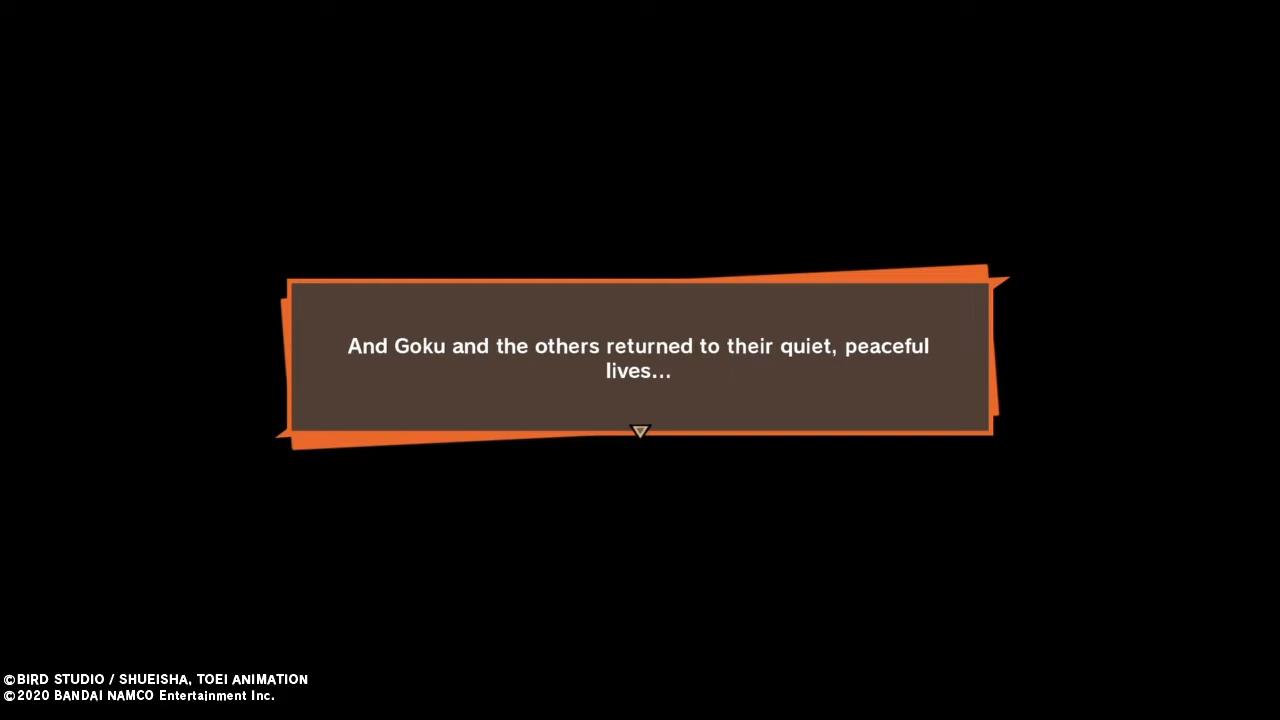 And Goku and the others returned to their quiet, peaceful
lives...
©BIRD STUDIO / SHUEISHA, TOEI ANIMATION
©2020 BANDAI NAMCO Entertainment Inc.